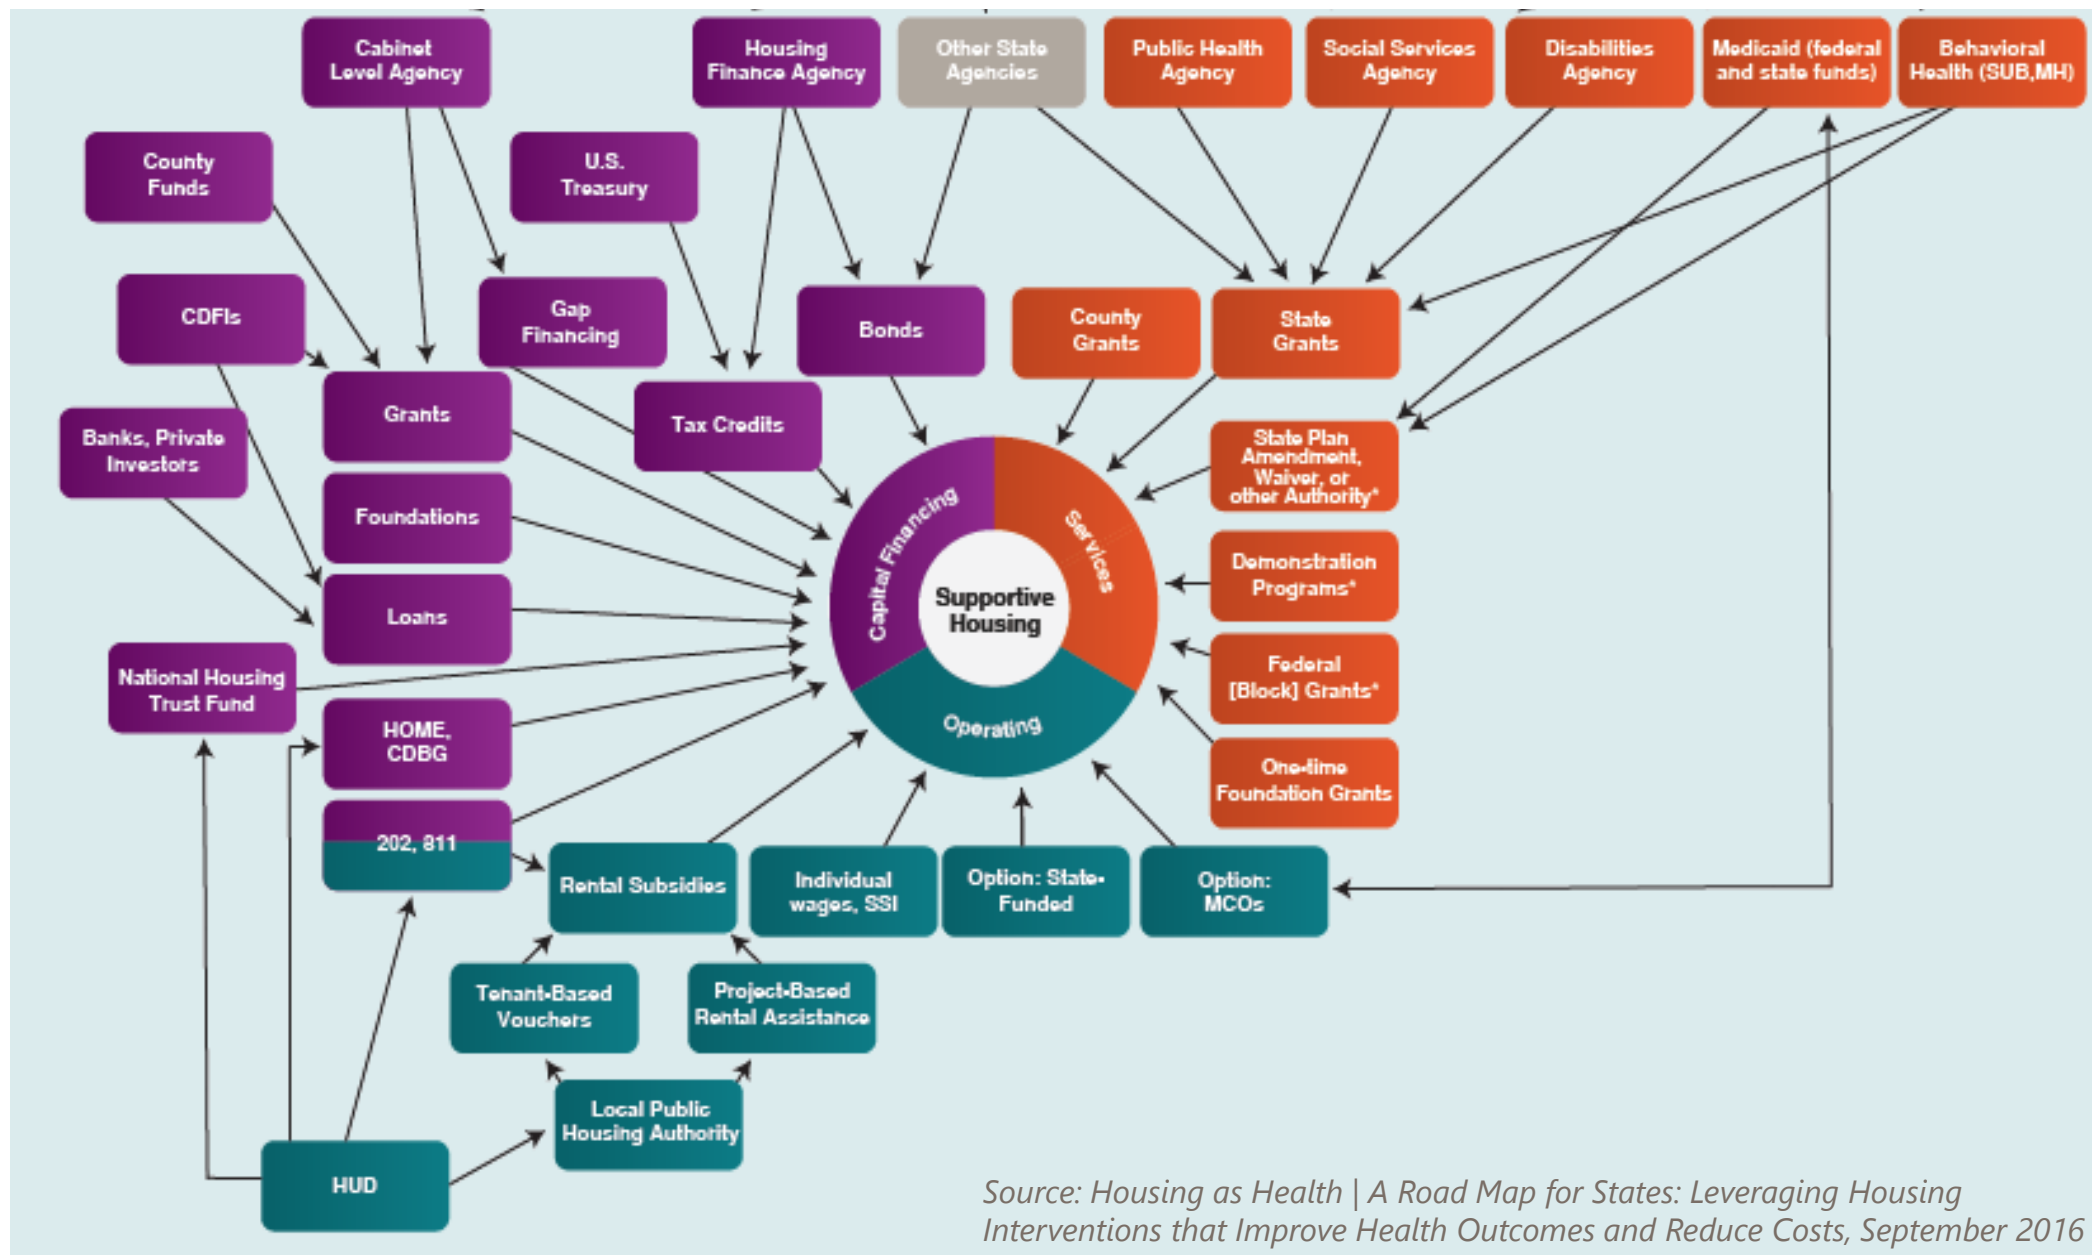 Cabinet
Level Agency
Housing
Finance Agency
Other State
Agencies
Public Health
Agency
Social Services
Agency
Disabilities
Agency
Medicaid (federal
and state funds)
Behavioral
Health (SUB,MH)
County
Funds
U.S.
Treasury
CDFIs
Gap
Financing
Bonds
County
Grants
State
Grants
Grants
Tax Credits
Banks, Private
Investors
State Plan
Amendment,
Waiver, or
other Authority*
Foundations
Capital Financing
Services
Demonstration
Programs*
Loans
Supportive
Housing
National Housing
Trust Fund
Federal
[Block] Grants*
HOME,
CDBG
Operating
One-time
Foundation Grants
202, 811
Rental Subsidies
Individual
wages, SSI
Option: State-
Funded
Option:
MCOs
Tenant-Based
Vouchers
Project-Based
Rental Assistance
Local Public
Housing Authority
HUD
Source: Housing as Health | A Road Map for States: Leveraging Housing
Interventions that Improve Health Outcomes and Reduce Costs, September 2016